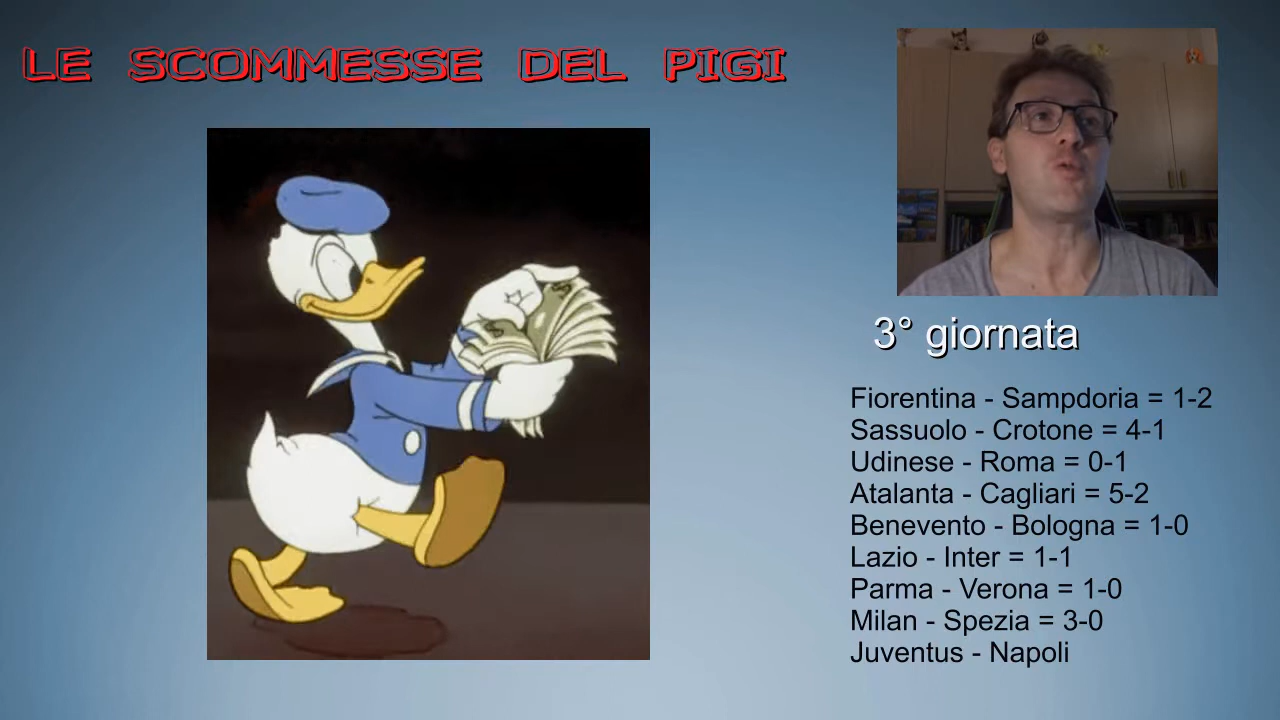 LE SCOMMESSE DEL PIGI
3° giornata
Fiorentina - Sampdoria = 1-2
Sassuolo - Crotone = 4-1
Udinese - Roma = 0-1
Atalanta - Cagliari = 5-2
Benevento - Bologna = 1-0
Lazio - Inter = 1-1
Parma - Verona = 1-0
Milan - Spezia = 3-0
Juventus - Napoli